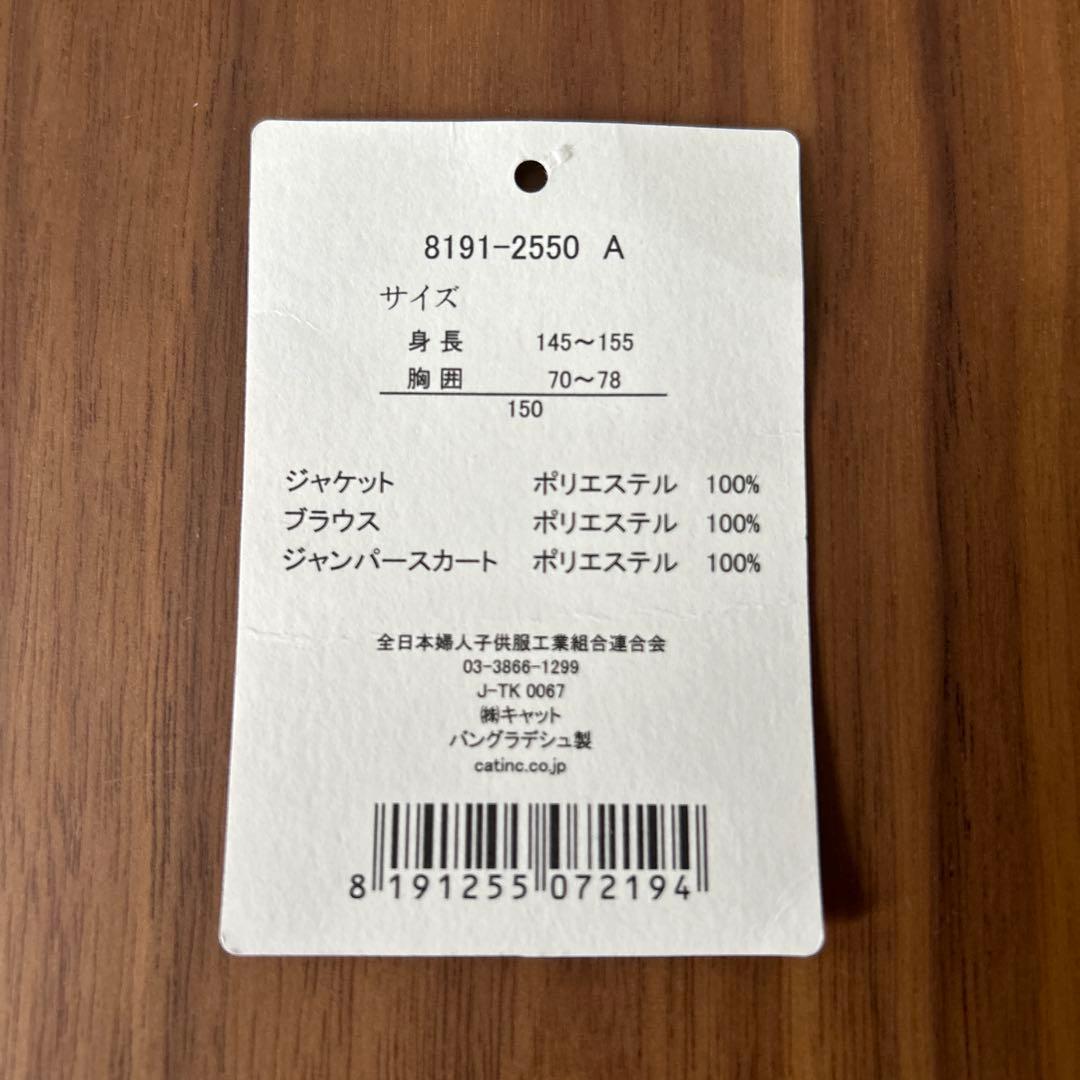 8191-2550 A
サイズ
身長 145～155
胸囲 70～78
150
ジャケット ポリエステル 100%
ブラウス ポリエステル 100%
ジャンパースカート ポリエステル 100%
全日本婦人子供服工業組合連合会
03-3866-1299
J-TK 0067
㈱キャット
バングラデシュ製
catinc.co.jp
8 191255 072194